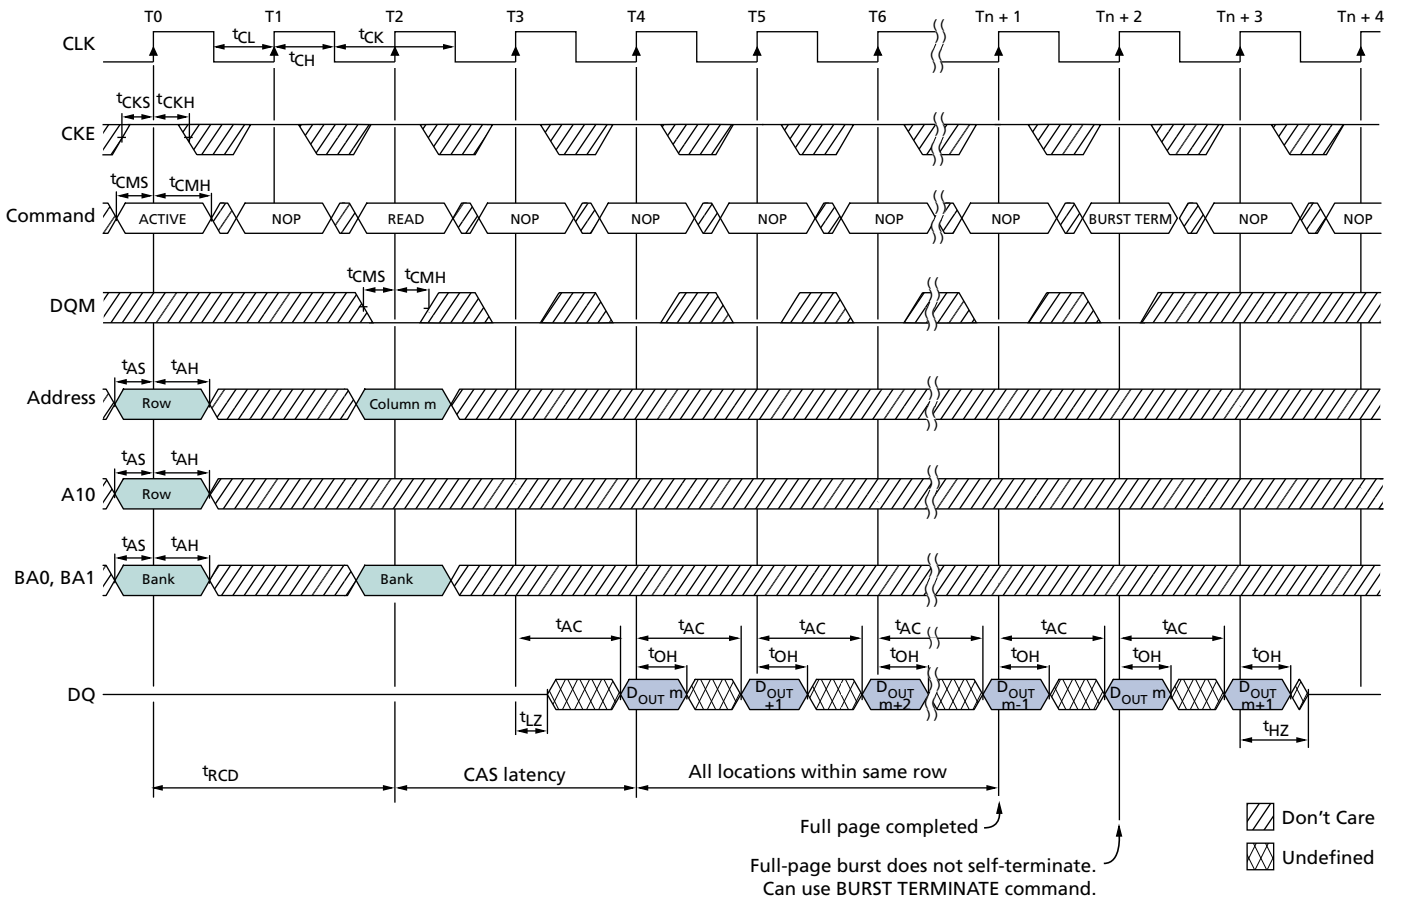 T0 T1 T2 T3 T4 T5 T6 Tn + 1 Tn + 2 Tn + 3 Tn + 4
CLK
tCL tCK
tCH
tCKS tCKH
CKE
tCMS tCMH
Command
ACTIVE NOP READ NOP NOP NOP NOP NOP BURST TERM NOP NOP
tCMS tCMH
DQM
tAS tAH
Address
Row Column m
tAS tAH
A10
Row
tAS tAH
BA0, BA1
Bank Bank
tAC tAC tAC tAC tAC tAC
tOH tOH tOH tOH tOH tOH
DQ
DOUT m
DOUT +1
DOUT m+2
DOUT m-1
DOUT m
DOUT m+1
tLZ tHZ
tRCD CAS latency All locations within same row
Full page completed
Full-page burst does not self-terminate.
Can use BURST TERMINATE command.
Don't Care
Undefined